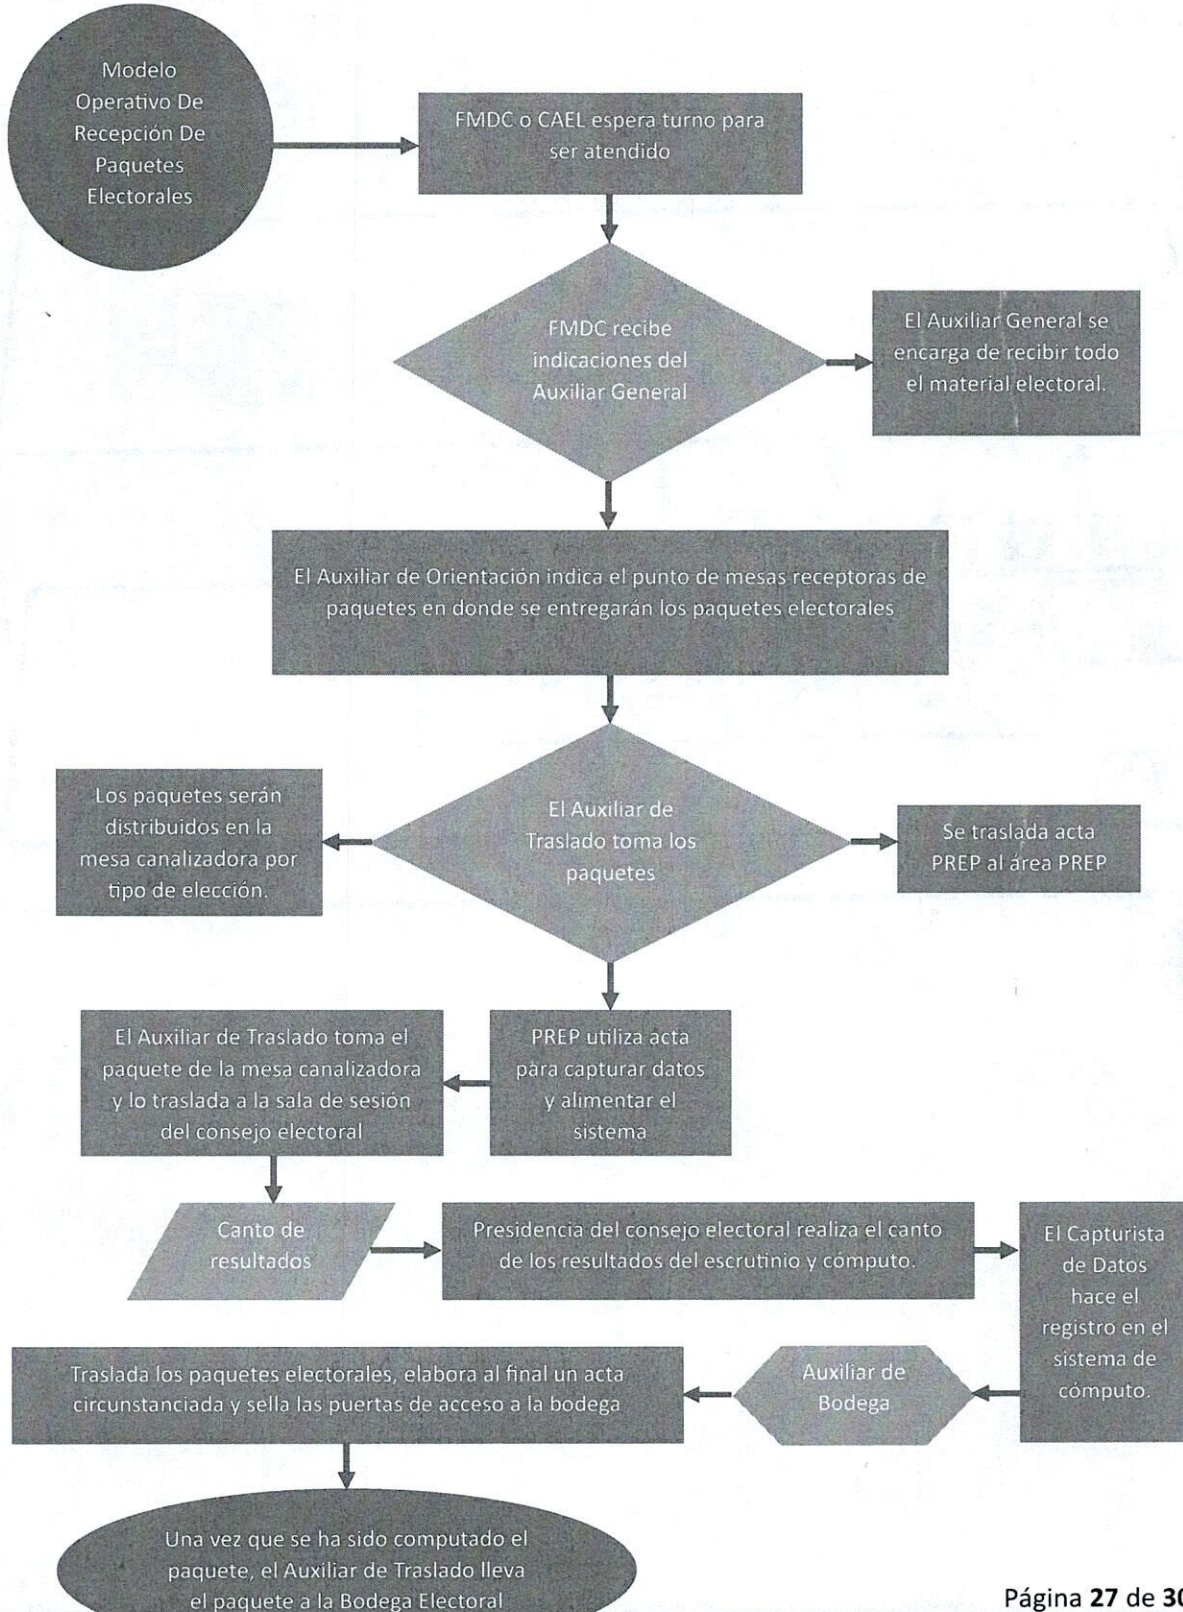 Modelo
Operativo De
Recepción De
Paquetes
Electorales
FMDC o CAEL espera turno para
ser atendido
FMDC recibe
indicaciones del
Auxiliar General
El Auxiliar General se
encarga de recibir todo
el material electoral.
El Auxiliar de Orientación indica el punto de mesas receptoras de
paquetes en donde se entregarán los paquetes electorales
Los paquetes serán
distribuidos en la
mesa canalizadora por
tipo de elección.
El Auxiliar de
Traslado toma los
paquetes
Se traslada acta
PREP al área PREP
El Auxiliar de Traslado toma el
paquete de la mesa canalizadora
y lo traslada a la sala de sesión
del consejo electoral
PREP utiliza acta
para capturar datos
y alimentar el
sistema
Canto de
resultados
Presidencia del consejo electoral realiza el canto
de los resultados del escrutinio y cómputo.
El Capturista
de Datos
hace el
registro en el
sistema de
cómputo.
Auxiliar de
Bodega
Traslada los paquetes electorales, elabora al final un acta
circunstanciada y sella las puertas de acceso a la bodega
Una vez que se ha sido computado el
paquete, el Auxiliar de Traslado lleva
el paquete a la Bodega Electoral
Página 27 de 30